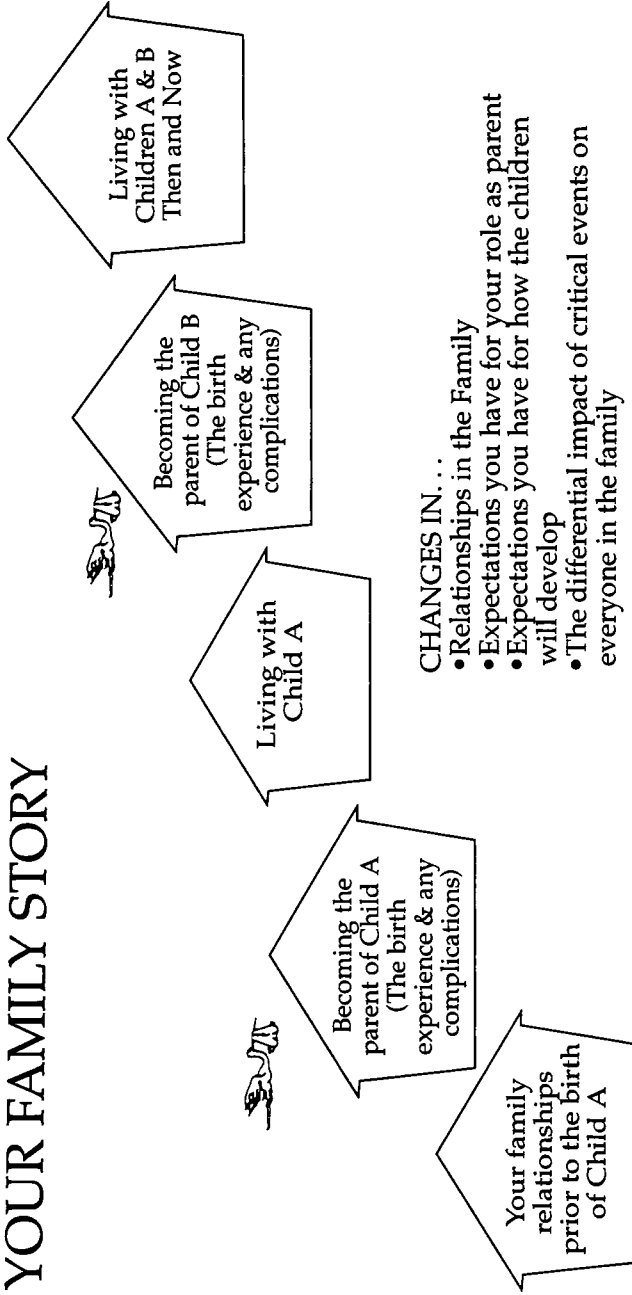 YOUR FAMILY STORY
Your family
relationships
prior to the birth
of Child A
Becoming the
parent of Child A
(The birth
experience & any
complications)
Living with
Child A
Becoming the
parent of Child B
(The birth
experience & any
complications)
Living with
Children A & B
Then and Now
CHANGES IN. . .
•Relationships in the Family
•Expectations you have for your role as parent
•Expectations you have for how the children
will develop
•The differential impact of critical events on
everyone in the family